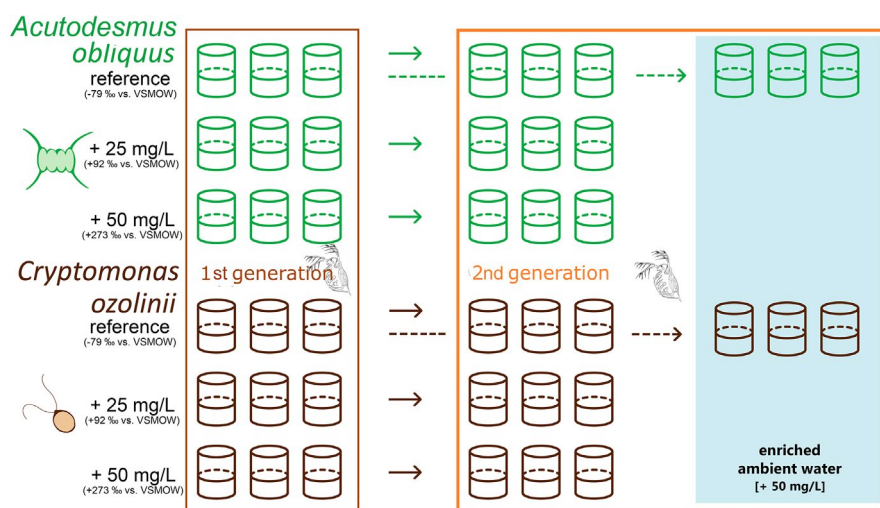 Acutodesmus
obliquus
reference
(-79 ‰ vs. VSMOW)
+ 25 mg/L
(+92 ‰ vs. VSMOW)
+ 50 mg/L
(+273 ‰ vs. VSMOW)
Cryptomonas
ozolinii
1st generation
2nd generation
reference
(-79 ‰ vs. VSMOW)
+ 25 mg/L
(+92 ‰ vs. VSMOW)
+ 50 mg/L
(+273 ‰ vs. VSMOW)
enriched
ambient water
[+ 50 mg/L]